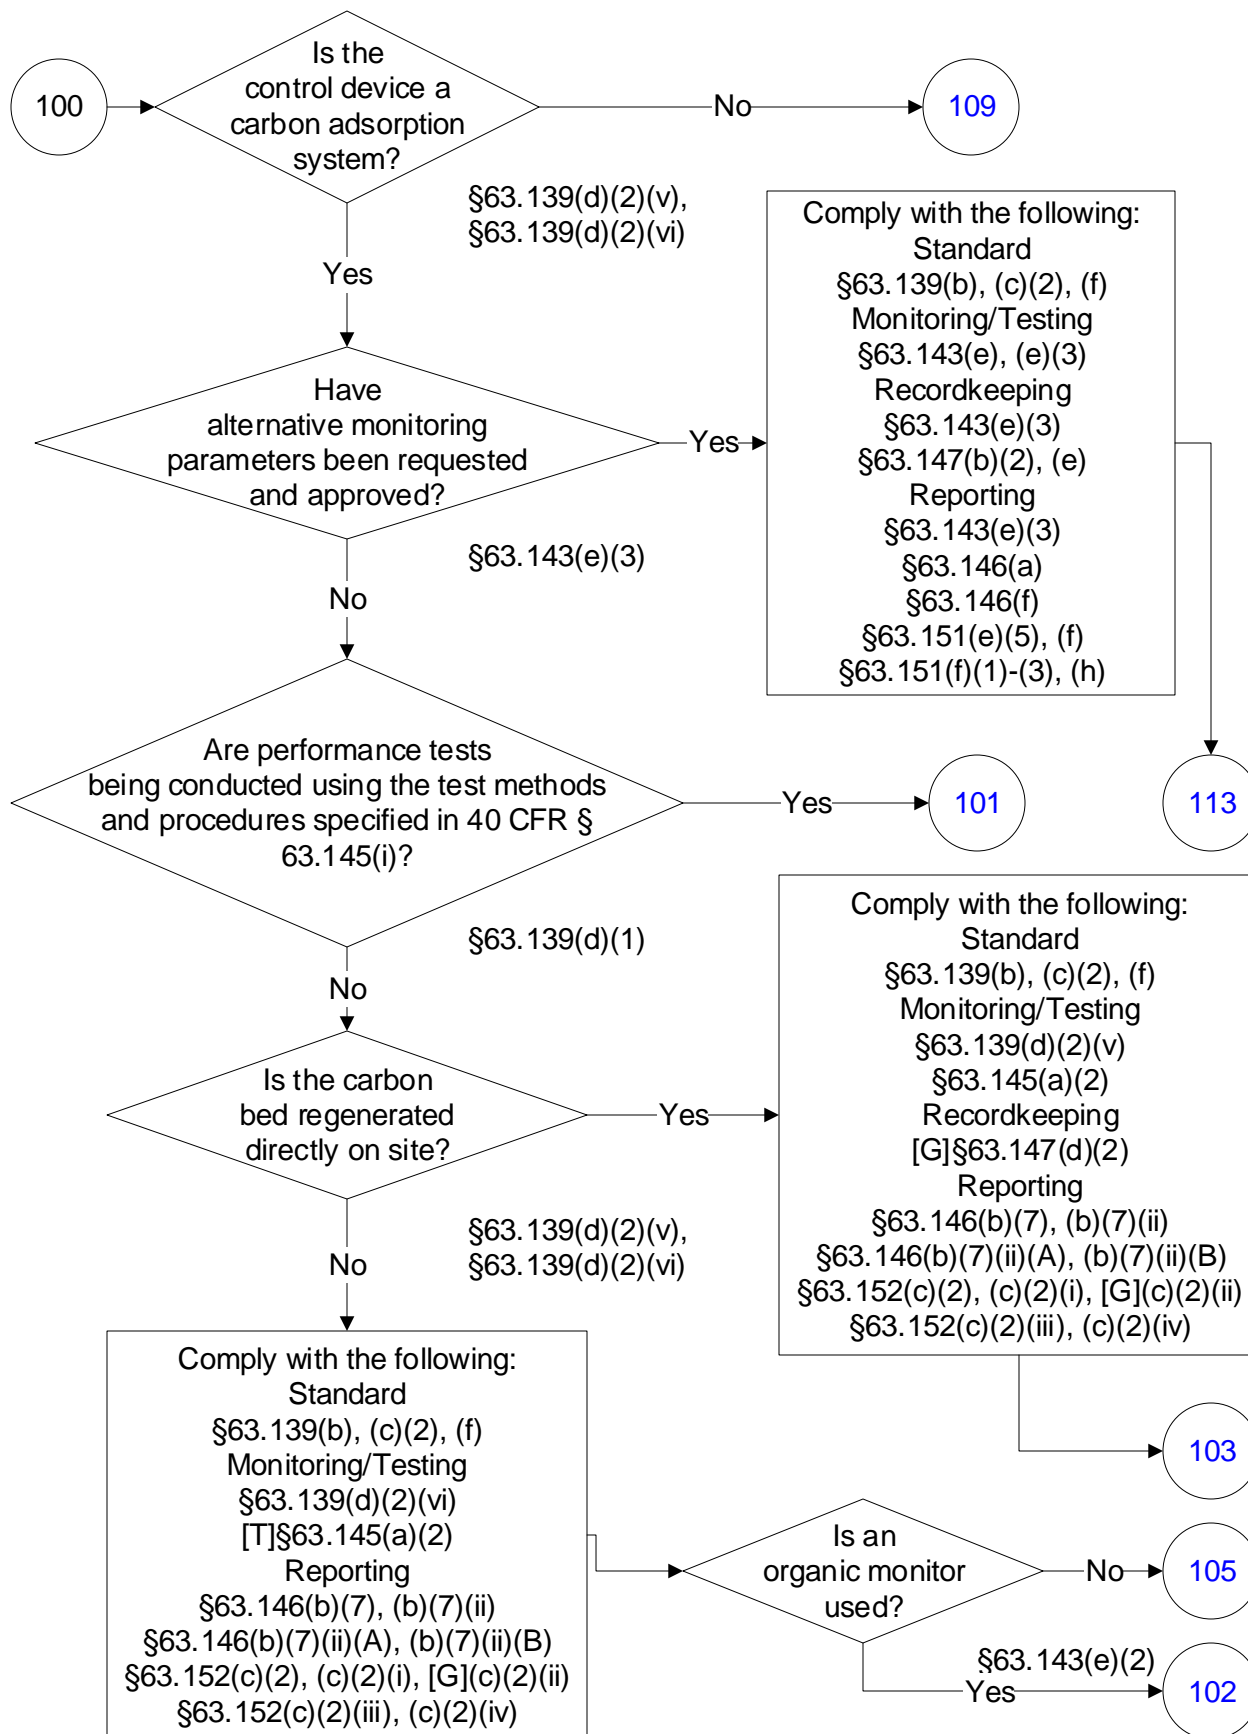 100
Is the
control device a
carbon adsorption
system?
No
109
§63.139(d)(2)(v),
§63.139(d)(2)(vi)
Yes
Comply with the following:
Standard
§63.139(b), (c)(2), (f)
Monitoring/Testing
§63.143(e), (e)(3)
Recordkeeping
§63.143(e)(3)
§63.147(b)(2), (e)
Reporting
§63.143(e)(3)
§63.146(a)
§63.146(f)
§63.151(e)(5), (f)
§63.151(f)(1)-(3), (h)
Have
alternative monitoring
parameters been requested
and approved?
Yes
§63.143(e)(3)
No
Are performance tests
being conducted using the test methods
and procedures specified in 40 CFR §
63.145(i)?
Yes
101
113
§63.139(d)(1)
No
Is the carbon
bed regenerated
directly on site?
Yes
Comply with the following:
Standard
§63.139(b), (c)(2), (f)
Monitoring/Testing
§63.139(d)(2)(v)
§63.145(a)(2)
Recordkeeping
[G]§63.147(d)(2)
Reporting
§63.146(b)(7), (b)(7)(ii)
§63.146(b)(7)(ii)(A), (b)(7)(ii)(B)
§63.152(c)(2), (c)(2)(i), [G](c)(2)(ii)
§63.152(c)(2)(iii), (c)(2)(iv)
103
§63.139(d)(2)(v),
§63.139(d)(2)(vi)
No
Comply with the following:
Standard
§63.139(b), (c)(2), (f)
Monitoring/Testing
§63.139(d)(2)(vi)
[T]§63.145(a)(2)
Reporting
§63.146(b)(7), (b)(7)(ii)
§63.146(b)(7)(ii)(A), (b)(7)(ii)(B)
§63.152(c)(2), (c)(2)(i), [G](c)(2)(ii)
§63.152(c)(2)(iii), (c)(2)(iv)
Is an
organic monitor
used?
No
105
§63.143(e)(2)
Yes
102